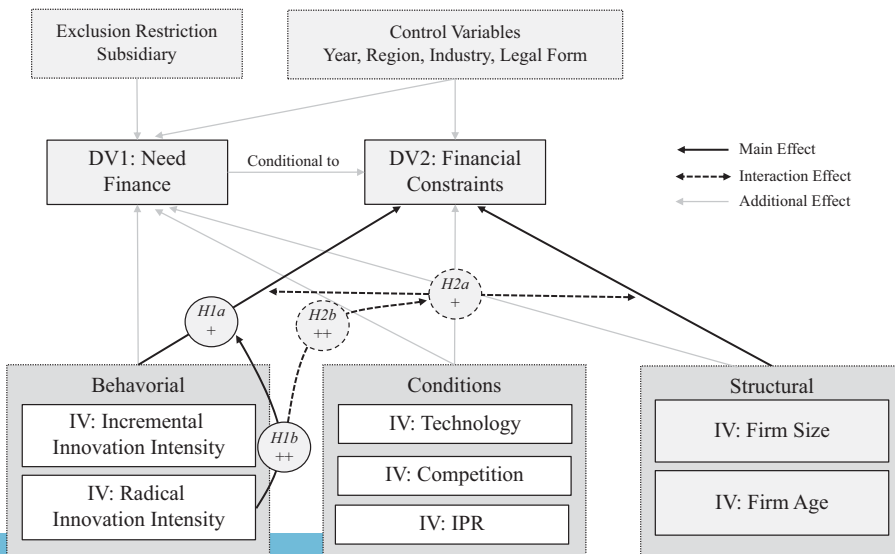 Exclusion Restriction
Subsidiary
Control Variables
Year, Region, Industry, Legal Form
DV1: Need
Finance
Conditional to
DV2: Financial
Constraints
Main Effect
Interaction Effect
Additional Effect
H1a
+
H2b
++
H2a
+
H1b
++
Behavorial
IV: Incremental
Innovation Intensity
IV: Radical
Innovation Intensity
Conditions
IV: Technology
IV: Competition
IV: IPR
Structural
IV: Firm Size
IV: Firm Age